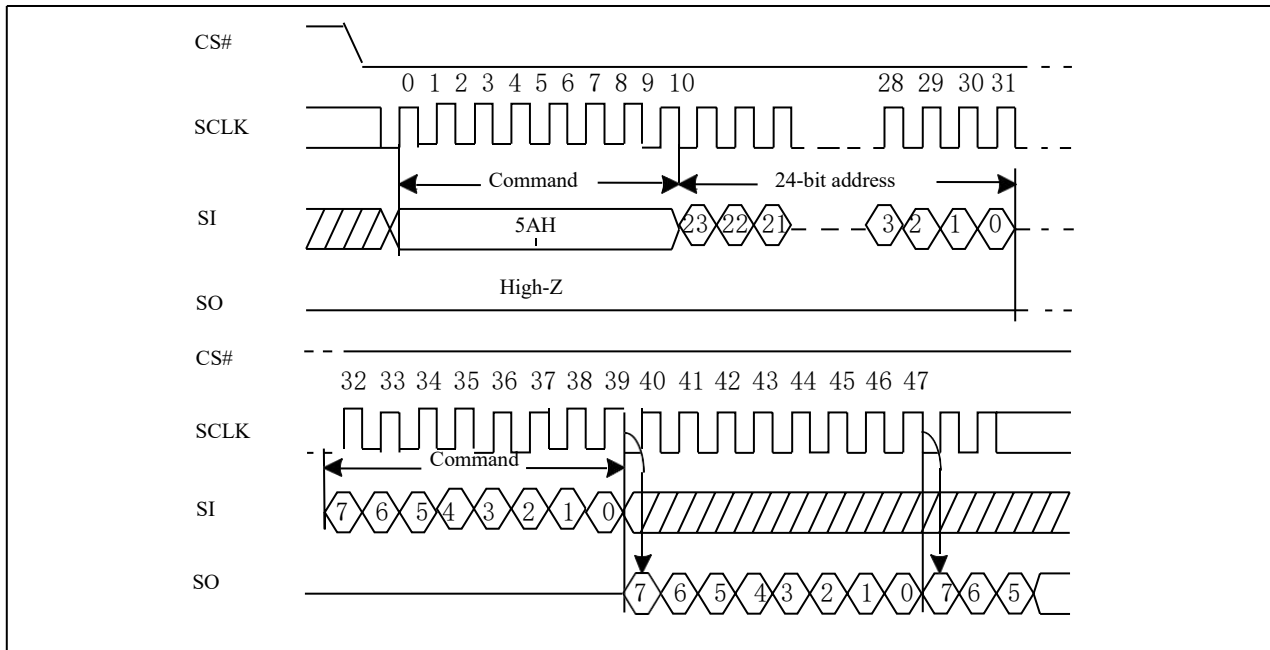 CS#
0 1 2 3 4 5 6 7 8 9 10 28 29 30 31
SCLK
Command 24-bit address
SI 5AH 23 22 21 3 2 1 0
High-Z
SO
CS#
32 33 34 35 36 37 38 39 40 41 42 43 44 45 46 47
SCLK
Command
SI 7 6 5 4 3 2 1 0
SO 7 6 5 4 3 2 1 0 7 6 5